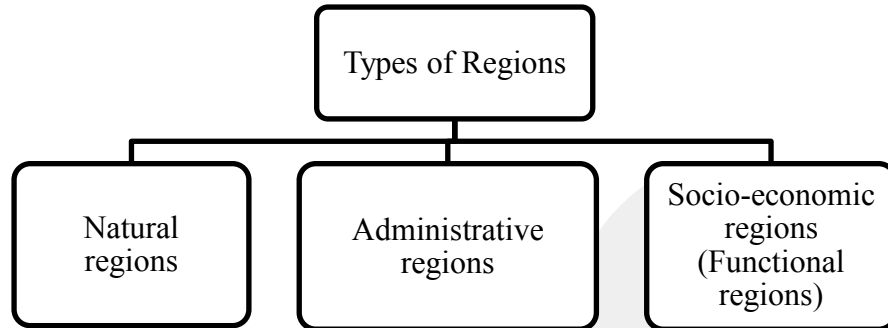 Types of Regions
Natural
regions
Administrative
regions
Socio-economic
regions
(Functional
regions)